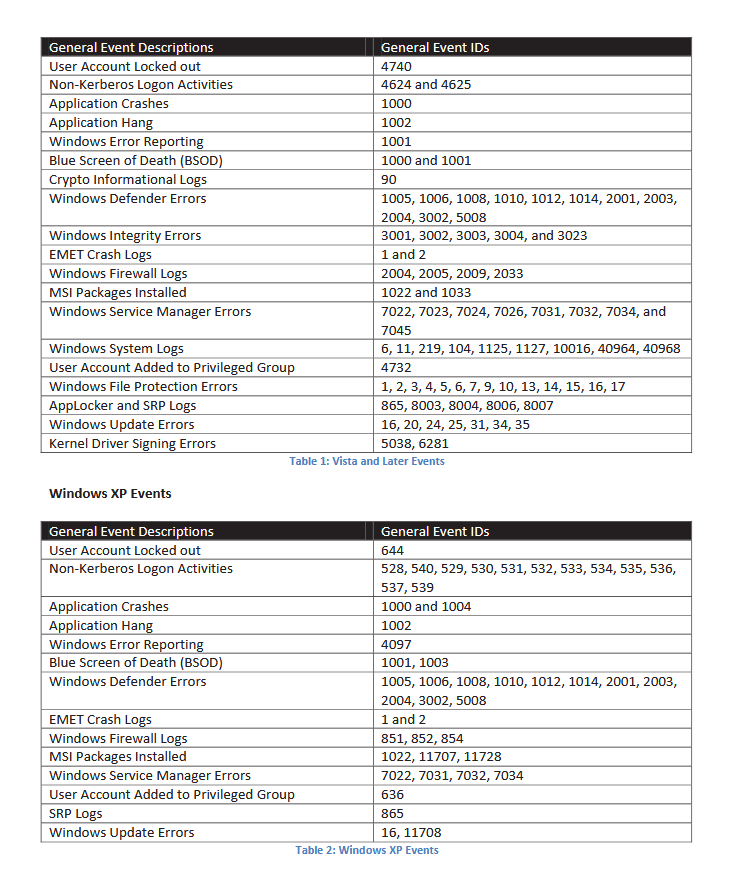 General Event Descriptions General Event IDs
User Account Locked out 4740
Non-Kerberos Logon Activities 4624 and 4625
Application Crashes 1000
Application Hang 1002
Windows Error Reporting 1001
Blue Screen of Death (BSOD) 1000 and 1001
Crypto Informational Logs 90
Windows Defender Errors 1005, 1006, 1008, 1010, 1012, 1014, 2001, 2003,
2004, 3002, 5008
Windows Integrity Errors 3001, 3002, 3003, 3004, and 3023
EMET Crash Logs 1 and 2
Windows Firewall Logs 2004, 2005, 2009, 2033
MSI Packages Installed 1022 and 1033
Windows Service Manager Errors 7022, 7023, 7024, 7026, 7031, 7032, 7034, and
7045
Windows System Logs 6, 11, 219, 104, 1125, 1127, 10016, 40964, 40968
User Account Added to Privileged Group 4732
Windows File Protection Errors 1, 2, 3, 4, 5, 6, 7, 9, 10, 13, 14, 15, 16, 17
AppLocker and SRP Logs 865, 8003, 8004, 8006, 8007
Windows Update Errors 16, 20, 24, 25, 31, 34, 35
Kernel Driver Signing Errors 5038, 6281
Table 1: Vista and Later Events
Windows XP Events
General Event Descriptions General Event IDs
User Account Locked out 644
Non-Kerberos Logon Activities 528, 540, 529, 530, 531, 532, 533, 534, 535, 536,
537, 539
Application Crashes 1000 and 1004
Application Hang 1002
Windows Error Reporting 4097
Blue Screen of Death (BSOD) 1001, 1003
Windows Defender Errors 1005, 1006, 1008, 1010, 1012, 1014, 2001, 2003,
2004, 3002, 5008
EMET Crash Logs 1 and 2
Windows Firewall Logs 851, 852, 854
MSI Packages Installed 1022, 11707, 11728
Windows Service Manager Errors 7022, 7031, 7032, 7034
User Account Added to Privileged Group 636
SRP Logs 865
Windows Update Errors 16, 11708
Table 2: Windows XP Events